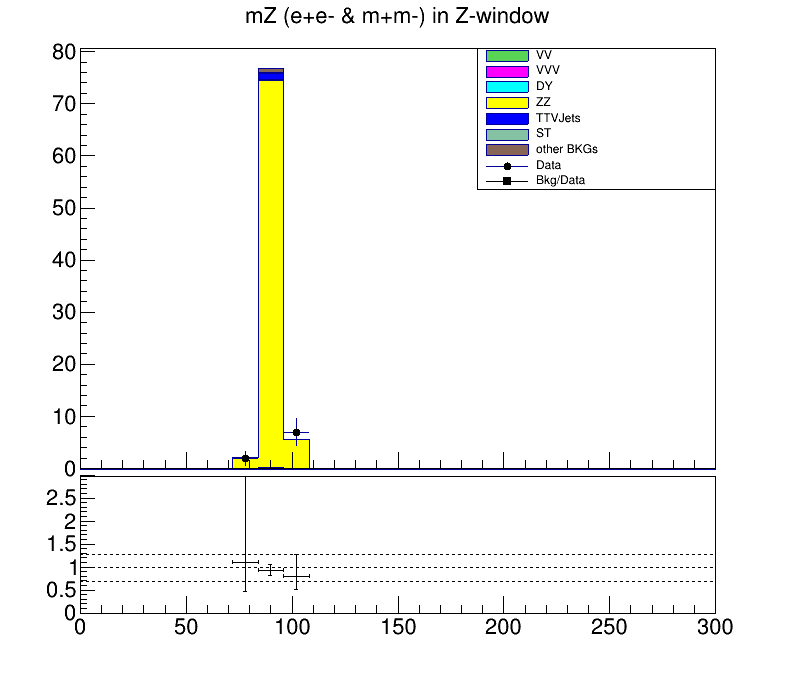 mZ (e+e- & m+m-) in Z-window
80
70
60
50
40
30
20
10
0
VV
VVV
DY
ZZ
TTVJets
ST
other BKGs
Data
Bkg/Data
2.5
2
1.5
1
0.5
0
0 50 100 150 200 250 300